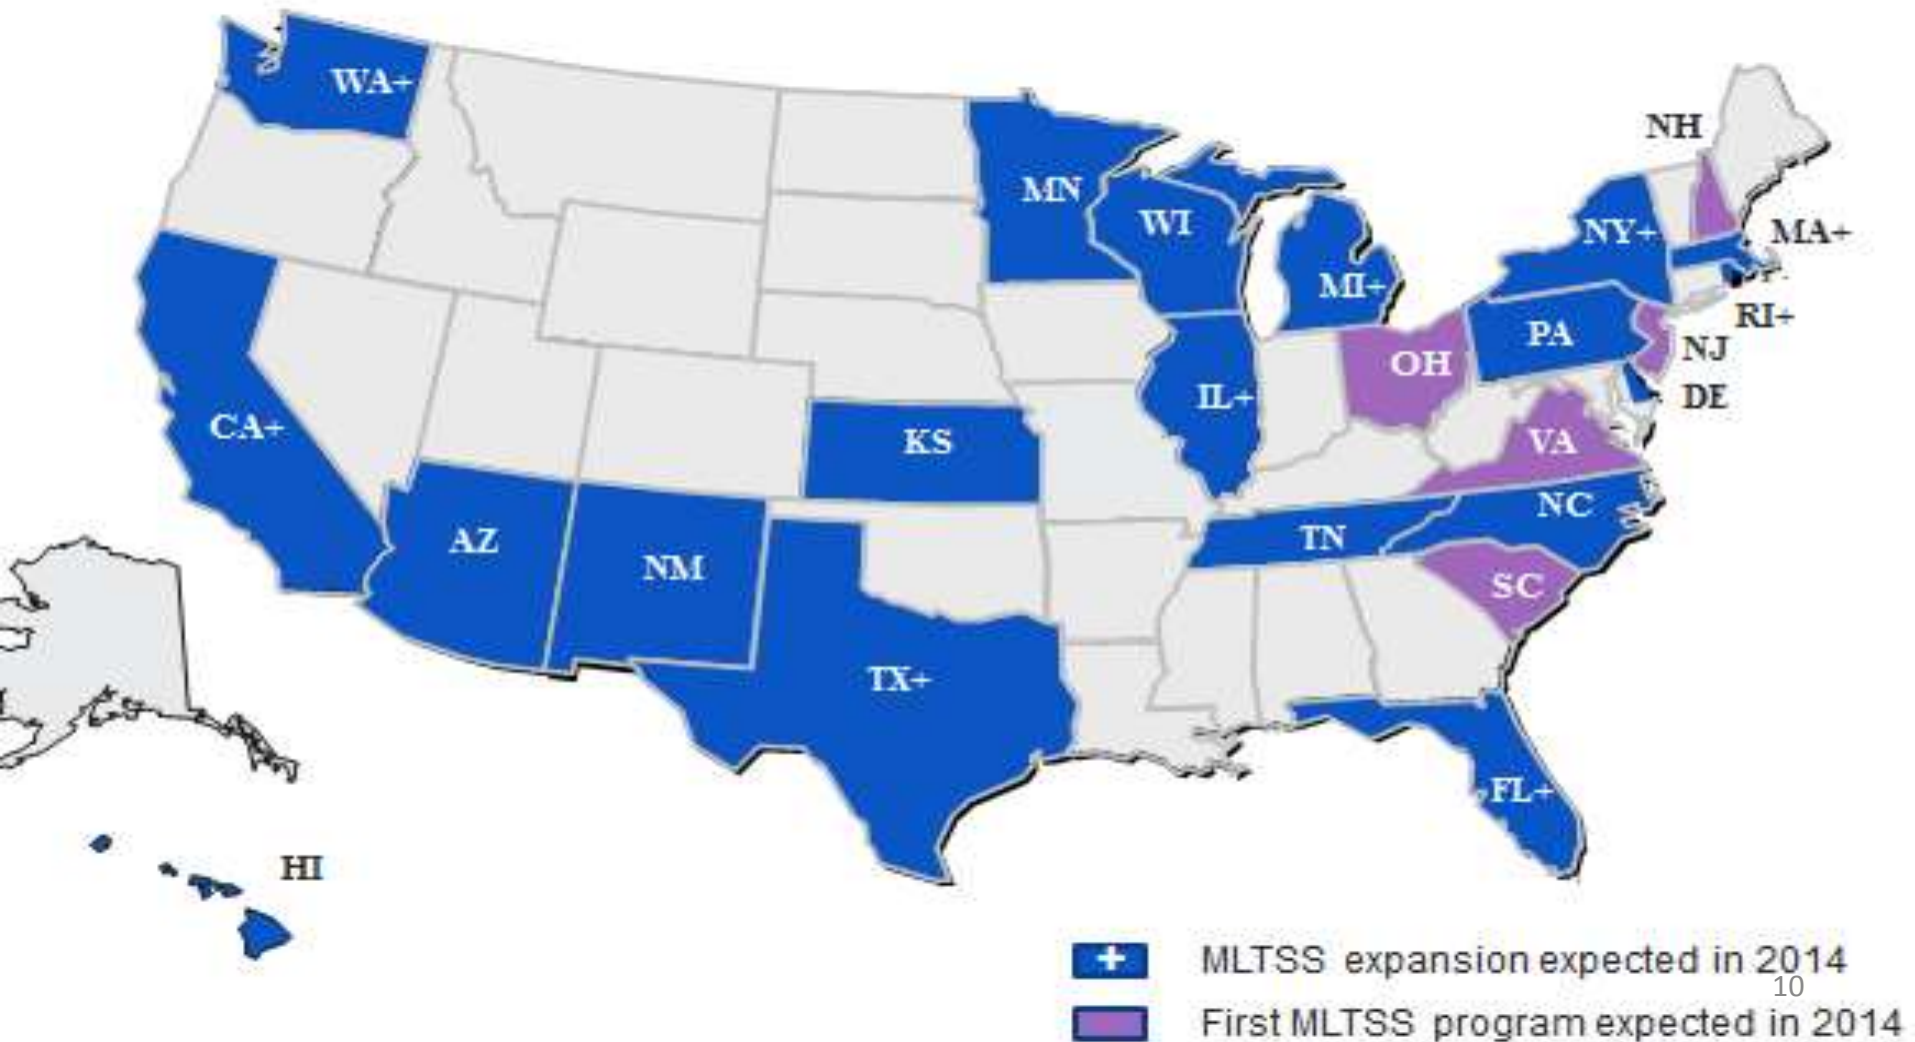 WA+
NH
MN
WI
NY+
MA+
MI+
RI+
PA
NJ
OH
DE
IL+
CA+
KS
VA
NC
AZ
TN
NM
SC
TX+
FL+
HI
+ MLTSS expansion expected in 2014
10
First MLTSS program expected in 2014